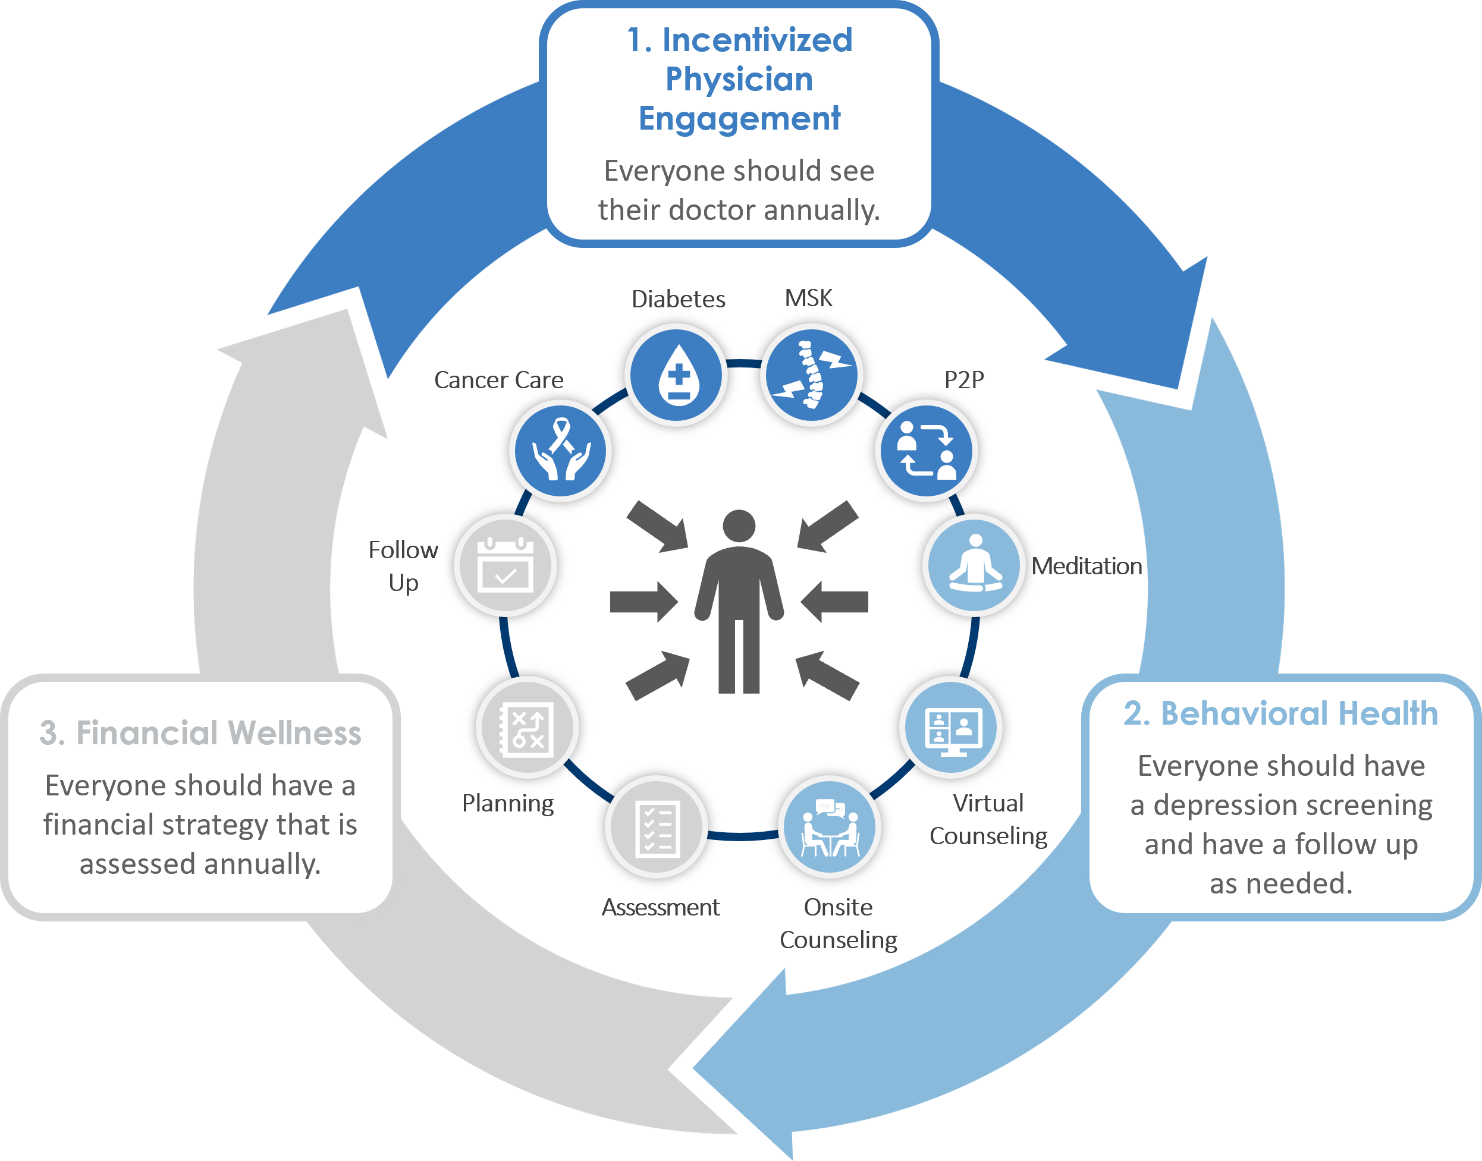 1. Incentivized
Physician
Engagement
Everyone should see
their doctor annually.
Diabetes
MSK
Cancer Care
P2P
Follow
Up
Meditation
2. Behavioral Health
Everyone should have
a depression screening
and have a follow up
as needed.
3. Financial Wellness
Everyone should have a
financial strategy that is
assessed annually.
Planning
Virtual
Counseling
Assessment
Onsite
Counseling